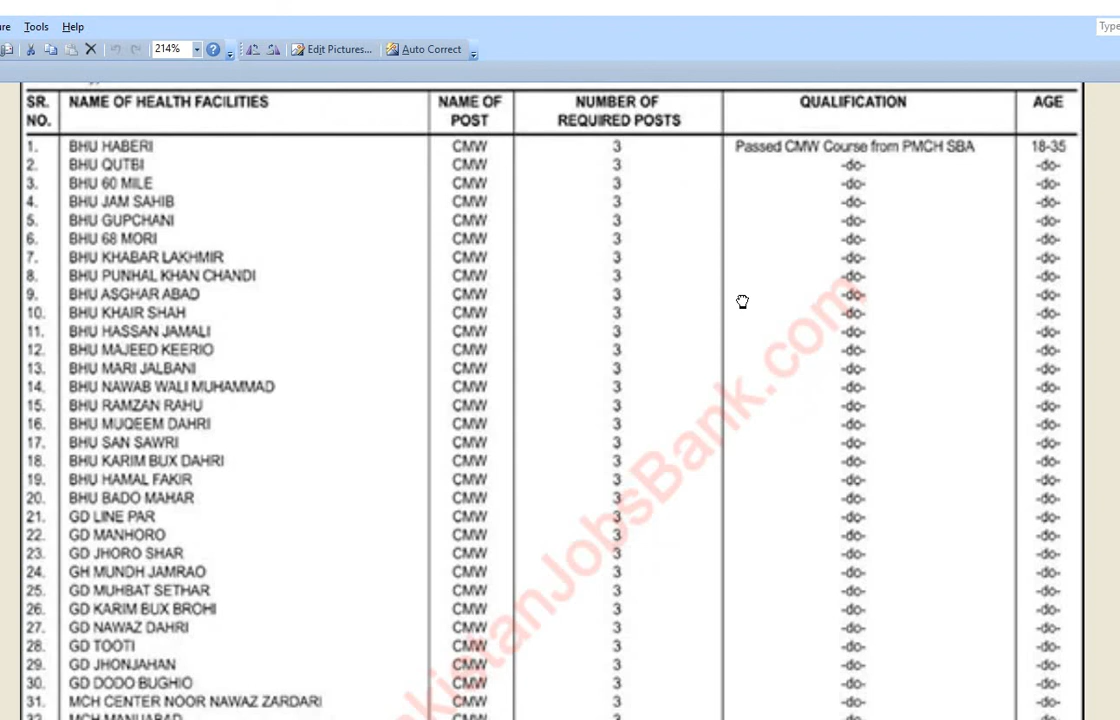 re Tools Help
Type
214% Edit Pictures... Auto Correct
SR. NO. NAME OF HEALTH FACILITIES NAME OF POST NUMBER OF REQUIRED POSTS QUALIFICATION AGE
1. BHU HABERI CMW 3 Passed CMW Course from PMCH SBA 18-35
2. BHU QUTBI CMW 3 -do- -do-
3. BHU 60 MILE CMW 3 -do- -do-
4. BHU JAM SAHIB CMW 3 -do- -do-
5. BHU GUPCHANI CMW 3 -do- -do-
6. BHU 68 MORI CMW 3 -do- -do-
7. BHU KHABAR LAKHMIR CMW 3 -do- -do-
8. BHU PUNHAL KHAN CHANDI CMW 3 -do- -do-
9. BHU ASGHAR ABAD CMW 3 -do- -do-
10. BHU KHAIR SHAH CMW 3 -do- -do-
11. BHU HASSAN JAMALI CMW 3 -do- -do-
12. BHU MAJEED KEERIO CMW 3 -do- -do-
13. BHU MARI JALBANI CMW 3 -do- -do-
14. BHU NAWAB WALI MUHAMMAD CMW 3 -do- -do-
15. BHU RAMZAN RAHU CMW 3 -do- -do-
16. BHU MUQEEM DAHRI CMW 3 -do- -do-
17. BHU SAN SAWRI CMW 3 -do- -do-
18. BHU KARIM BUX DAHRI CMW 3 -do- -do-
19. BHU HAMAL FAKIR CMW 3 -do- -do-
20. BHU BADO MAHAR CMW 3 -do- -do-
21. GD LINE PAR CMW 3 -do- -do-
22. GD MANHORO CMW 3 -do- -do-
23. GD JHORO SHAR CMW 3 -do- -do-
24. GH MUNDH JAMRAO CMW 3 -do- -do-
25. GD MUHBAT SETHAR CMW 3 -do- -do-
26. GD KARIM BUX BROHI CMW 3 -do- -do-
27. GD NAWAZ DAHRI CMW 3 -do- -do-
28. GD TOOTI CMW 3 -do- -do-
29. GD JHONJAHAN CMW 3 -do- -do-
30. GD DODO BUGHIO CMW 3 -do- -do-
31. MCH CENTER NOOR NAWAZ ZARDARI CMW 3 -do- -do-
32. MCH MANUABAD CMW 3 -do- -do-
akistanJobsBank.com